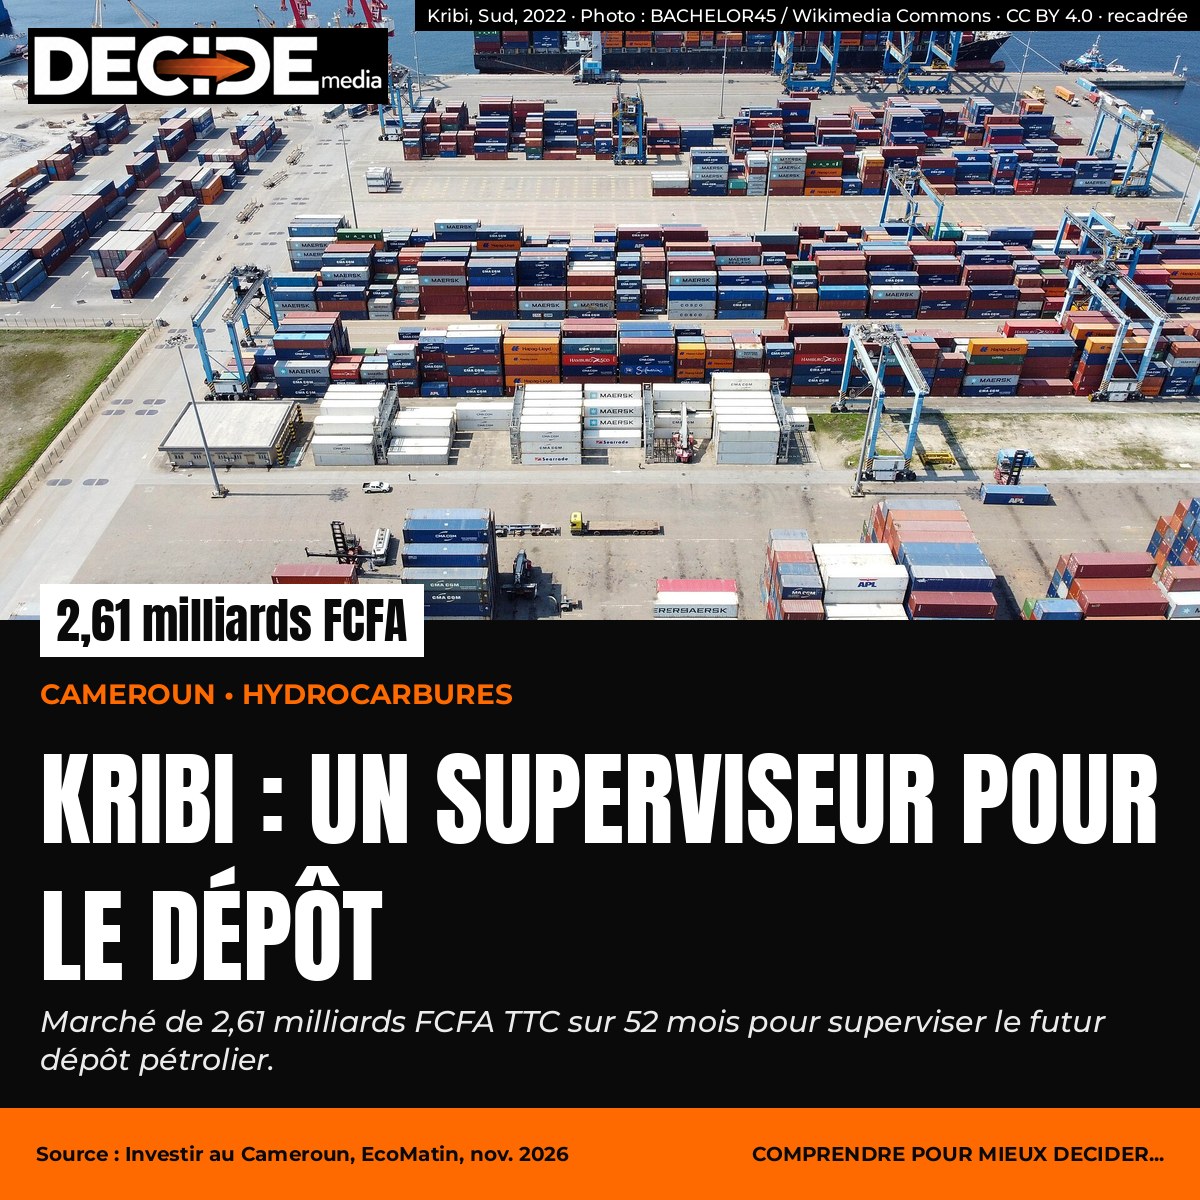 Kribi, Sud, 2022 · Photo : BACHELOR45 / Wikimedia Commons · CC BY 4.0 · recadrée
DECIDE media
2,61 milliards FCFA
CAMEROUN • HYDROCARBURES
KRIBI : UN SUPERVISEUR POUR
LE DÉPÔT
Marché de 2,61 milliards FCFA TTC sur 52 mois pour superviser le futur
dépôt pétrolier.
Source : Investir au Cameroun, EcoMatin, nov. 2026
COMPRENDRE POUR MIEUX DECIDER...